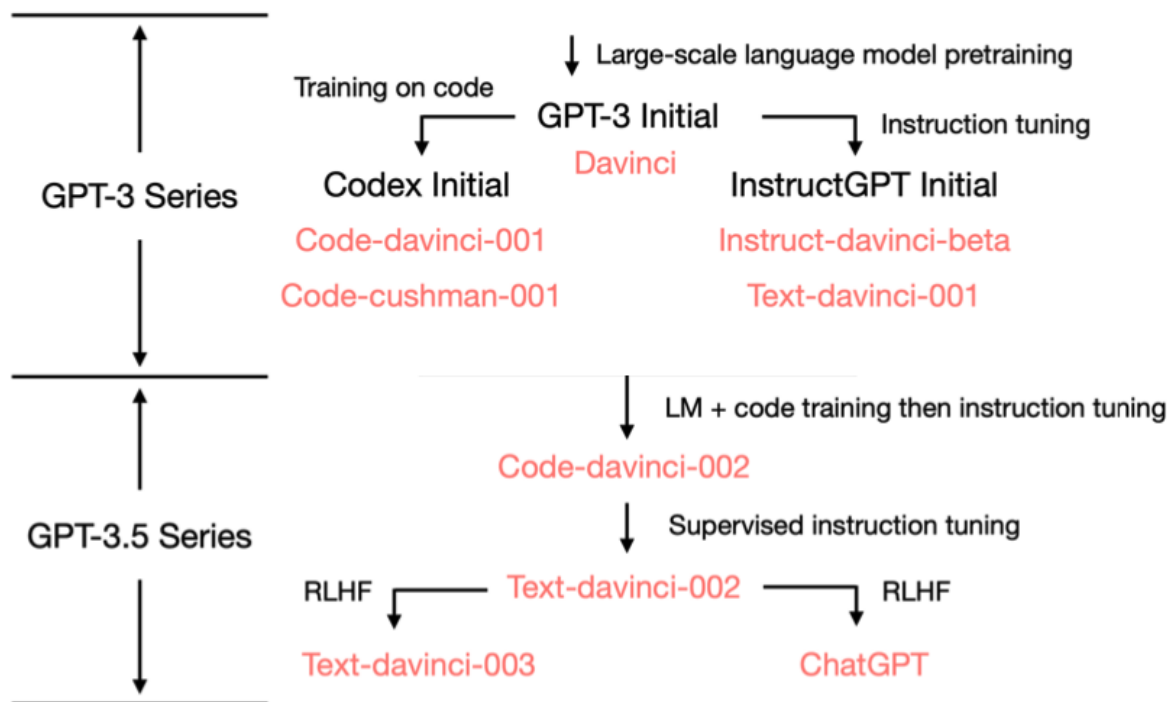 Large-scale language model pretraining
Training on code
GPT-3 Initial
Instruction tuning
Davinci
GPT-3 Series
Codex Initial
InstructGPT Initial
Code-davinci-001
Instruct-davinci-beta
Code-cushman-001
Text-davinci-001
LM + code training then instruction tuning
Code-davinci-002
GPT-3.5 Series
Supervised instruction tuning
RLHF
Text-davinci-002
RLHF
Text-davinci-003
ChatGPT